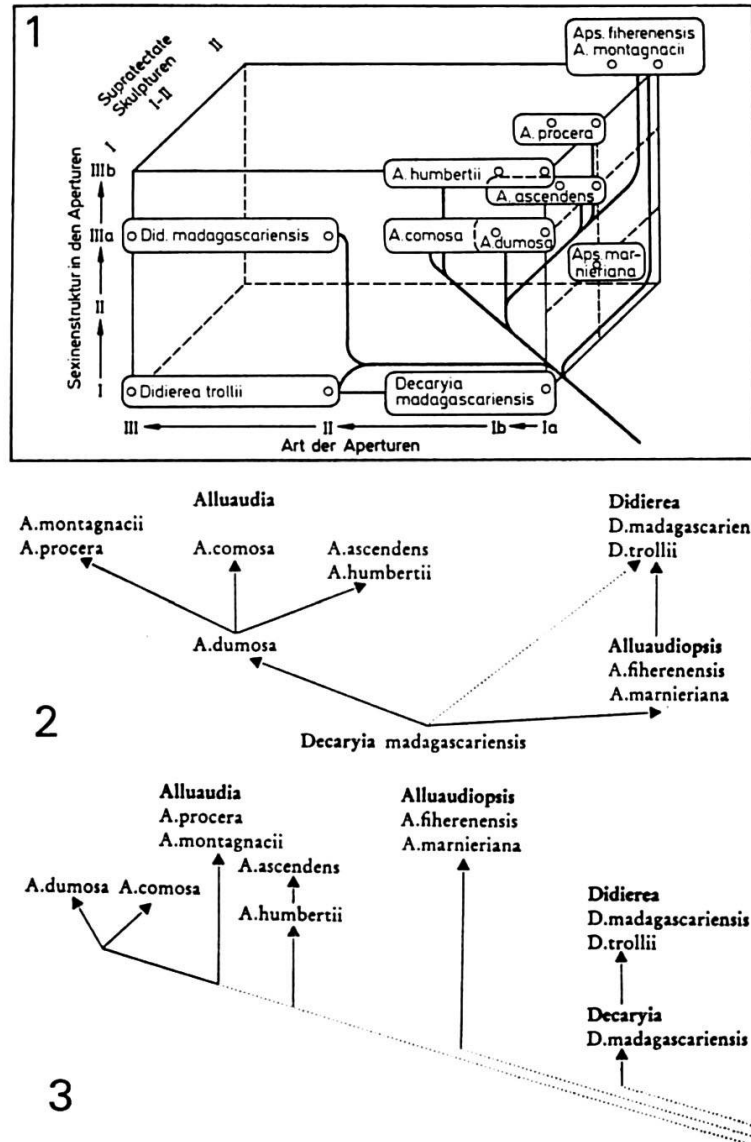 1
Supratectate
Skulpturen
I I-II II
Aps. fiherenensis
A. montagnacii
A. procera
A. humbertii
A. ascendens
A.comosa
A.dumosa
Aps. mar-
nieriana
Did. madagascariensis
Didierea trollii
Decaryia
madagascariensis
Sexinenstruktur in den Aperturen
IIIb
IIIa
II
I
III II Ib Ia
Art der Aperturen
2
Alluaudia
A.montagnacii
A.procera
A.comosa
A.ascendens
A.humbertii
A.dumosa
Didierea
D.madagascarien
D.trollii
Alluaudiopsis
A.fiherenensis
A.marnieriana
Decaryia madagascariensis
3
Alluaudia
A.procera
A.montagnacii
A.dumosa A.comosa
A.ascendens
A.humbertii
Alluaudiopsis
A.fiherenensis
A.marnieriana
Didierea
D.madagascariensis
D.trollii
Decaryia
D.madagascariensis